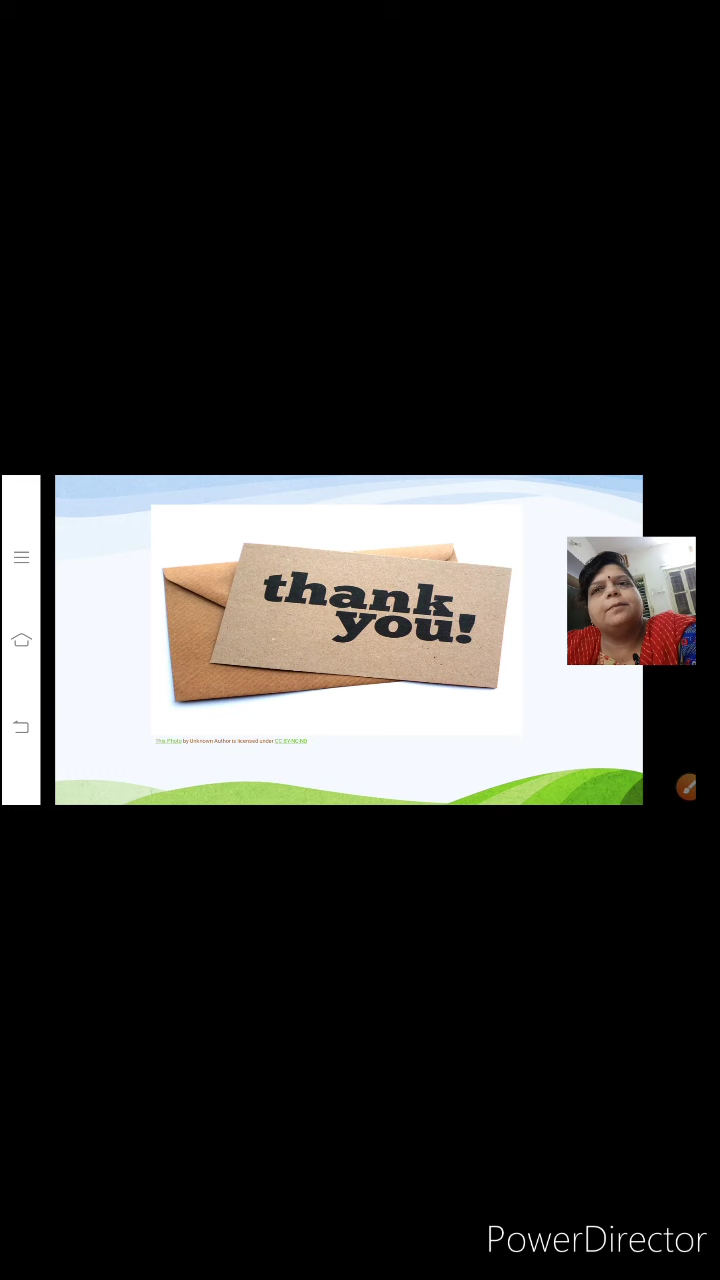 thank
you!
This Photo by Unknown Author is licensed under CC BY-NC-ND
PowerDirector